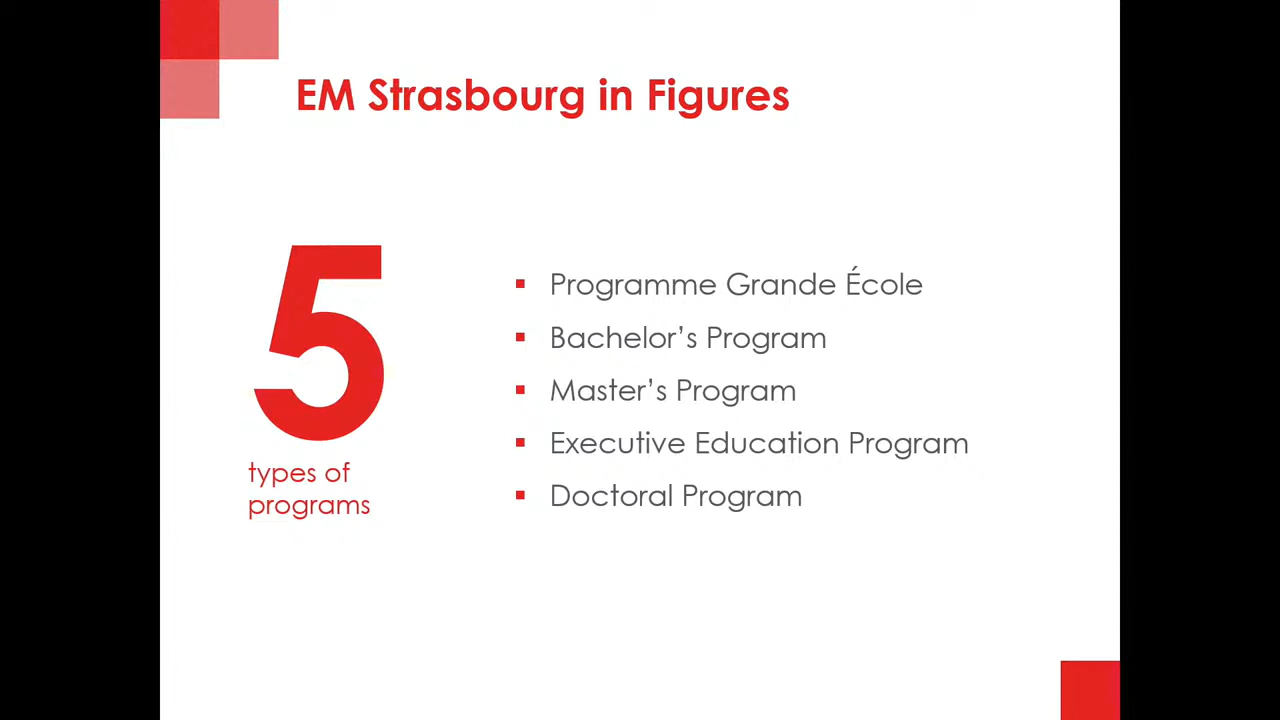 EM Strasbourg in Figures
5
types of
programs
▪ Programme Grande École
▪ Bachelor’s Program
▪ Master’s Program
▪ Executive Education Program
▪ Doctoral Program